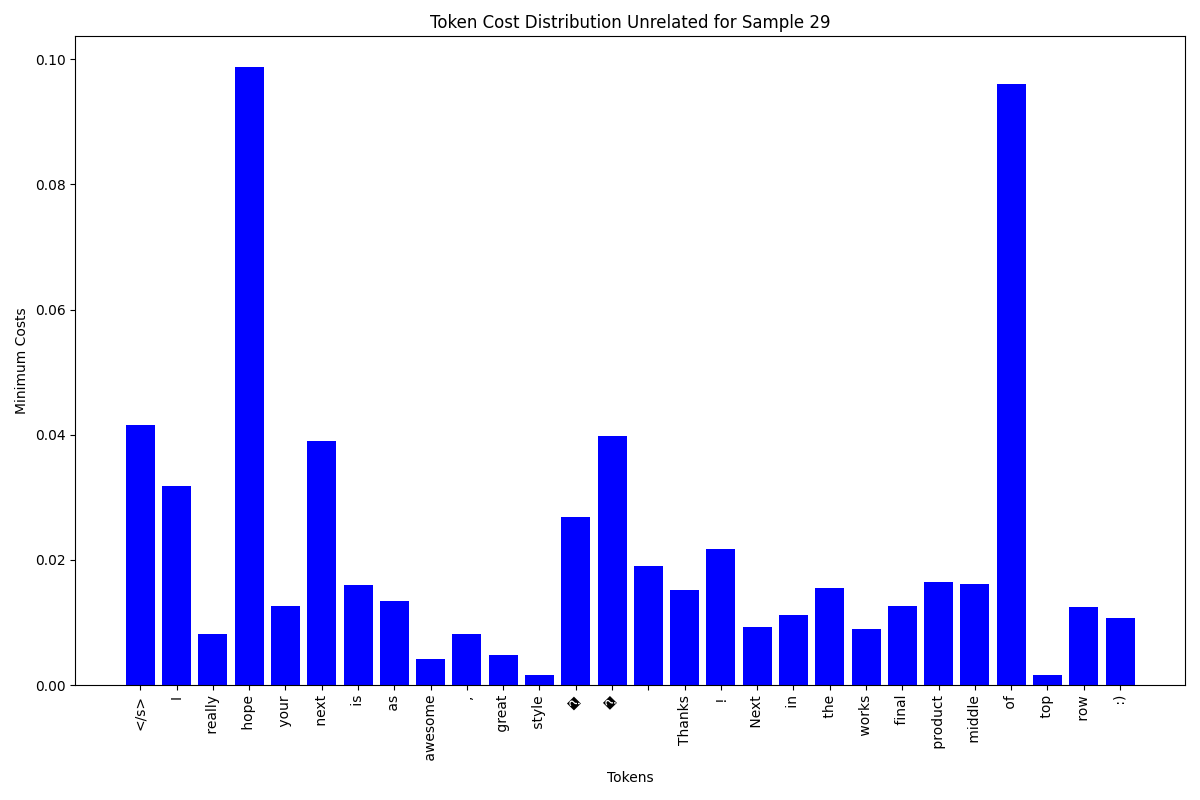 Token Cost Distribution Unrelated for Sample 29
0.10
0.08
0.06
0.04
0.02
0.00
Minimum Costs
</s> I really hope your next is as awesome , great style � � Thanks ! Next in the works final product middle of top row :)
Tokens